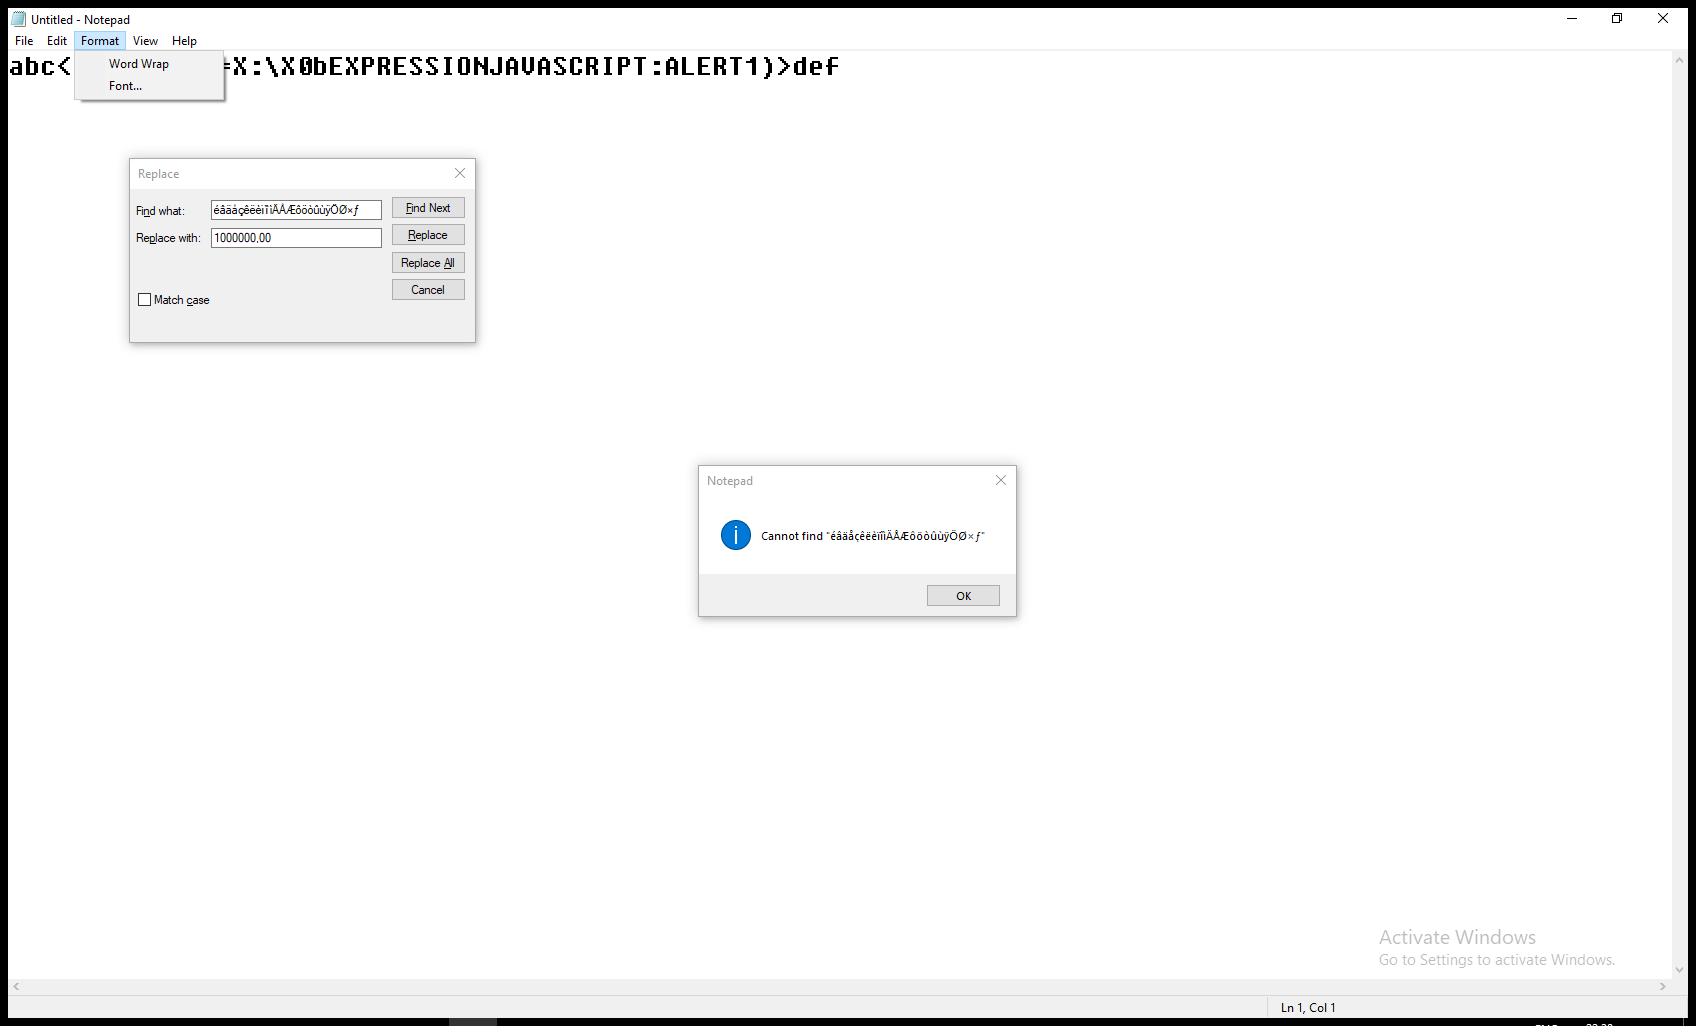 Untitled - Notepad
File Edit Format View Help
abc< =X:\X0bEXPRESSIONJAVASCRIPT:ALERT1)>def
Word Wrap
Font...
Replace
Find what: éâäåçêëèïîìÄÅÆôöòûùÿÖØ×ƒ Find Next
Replace with: 1000000,00 Replace
Replace All
Cancel
Match case
Notepad
Cannot find "éâäåçêëèïîìÄÅÆôöòûùÿÖØ×ƒ"
OK
Activate Windows
Go to Settings to activate Windows.
Ln 1, Col 1